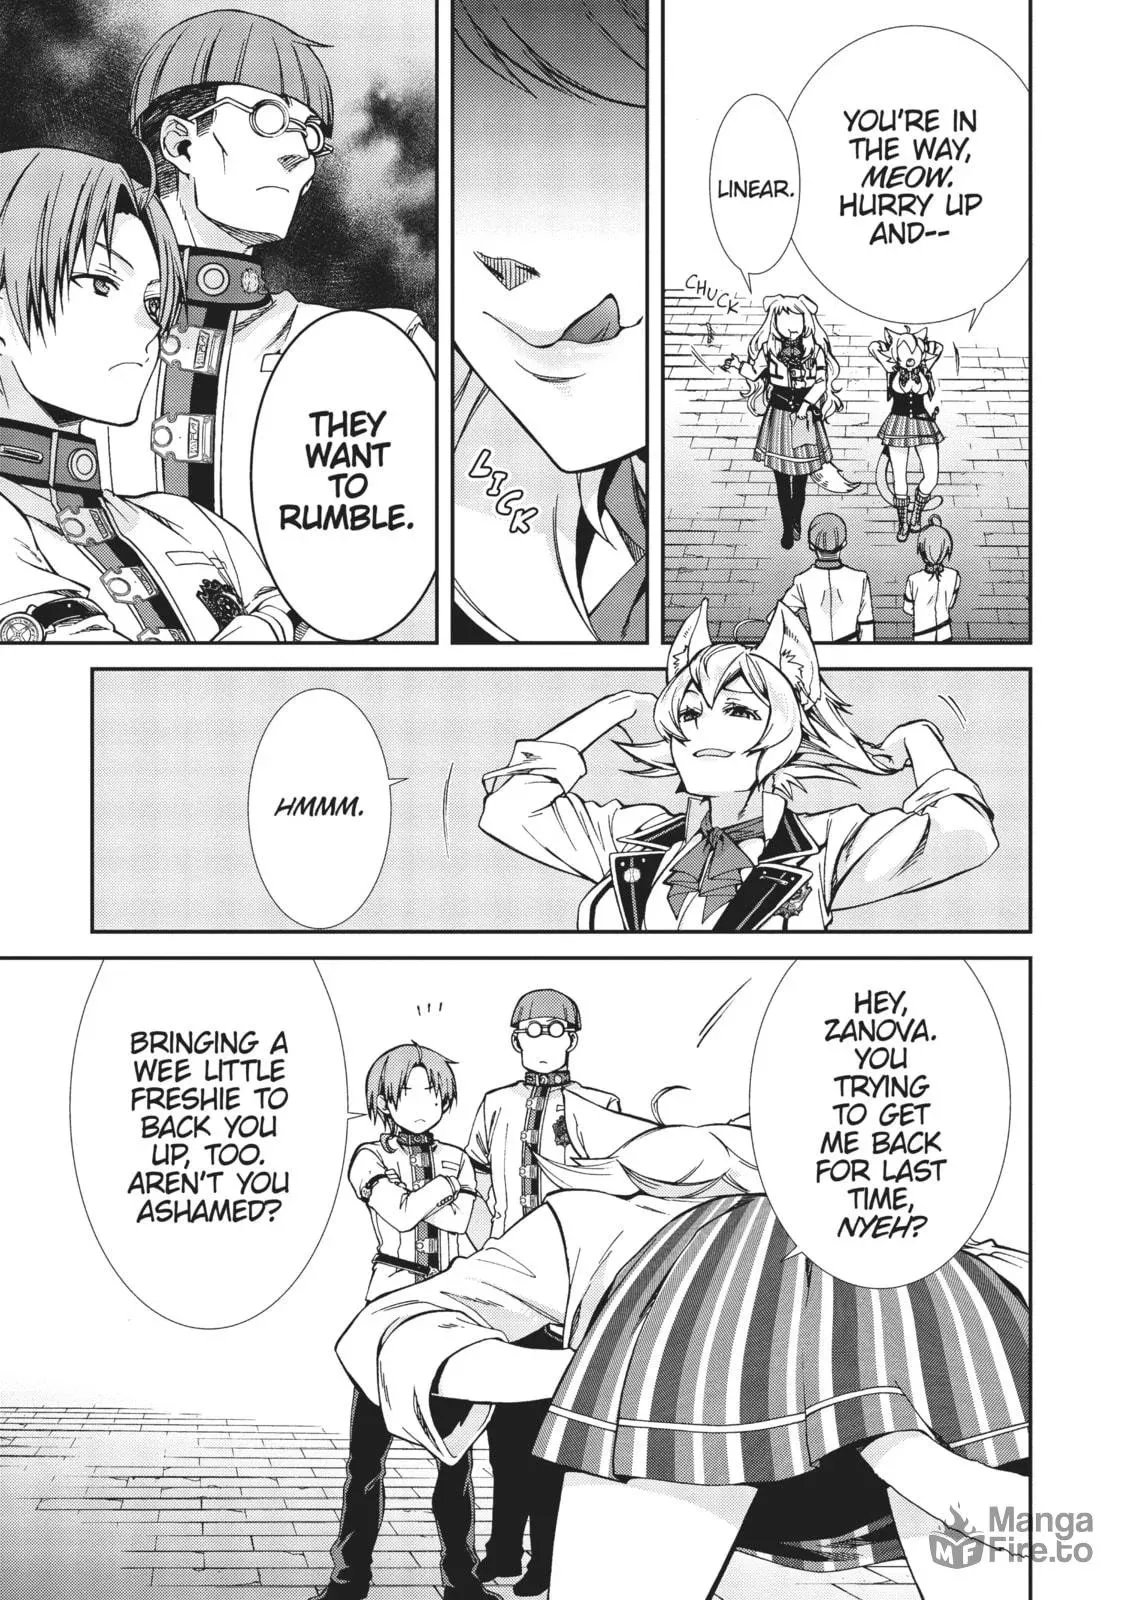 YOU'RE IN
THE WAY,
MEOW.
HURRY UP
AND--
LINEAR.
CHUCK
LICK
THEY
WANT
TO
RUMBLE.
HMMM.
HEY,
ZANOVA.
YOU
TRYING
TO GET
ME BACK
FOR LAST
TIME,
NYEH?
BRINGING A
WEE LITTLE
FRESHIE TO
BACK YOU
UP, TOO.
AREN'T YOU
ASHAMED?
MF
Manga
Fire.to